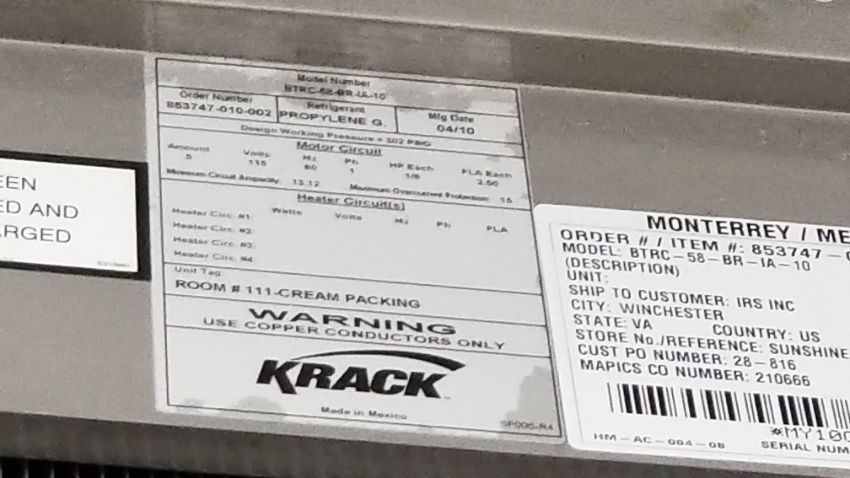 EEN
ED AND
ARGED
Model Number
BTRC-58-BR-IA-10
Order Number Refrigerant Mfg Date
853747-010-002 PROPYLENE G. 04/10
Design Working Pressure = 302 PSIG
Motor Circuit
Amount Volts Hz Ph HP Each FLA Each
5 115 60 1 1/6 2.50
Minimum Circuit Ampacity: 13.12 Maximum Overcurrent Protection: 15
Heater Circuit(s)
Watts Volts Hz Ph FLA
Heater Circ. #1:
Heater Circ. #2:
Heater Circ. #3:
Heater Circ. #4:
Unit Tag
ROOM # 111-CREAM PACKING
WARNING
USE COPPER CONDUCTORS ONLY
KRACK
Made in Mexico
SP005-R4
MONTERREY / ME
ORDER # / ITEM #: 853747-0
MODEL: BTRC-58-BR-IA-10
(DESCRIPTION)
UNIT:
SHIP TO CUSTOMER: IRS INC
CITY: WINCHESTER
STATE: VA COUNTRY: US
STORE No./REFERENCE: SUNSHINE
CUST PO NUMBER: 28-816
MAPICS CO NUMBER: 210666
*MY100
HM-AC-004-08 SERIAL NUM